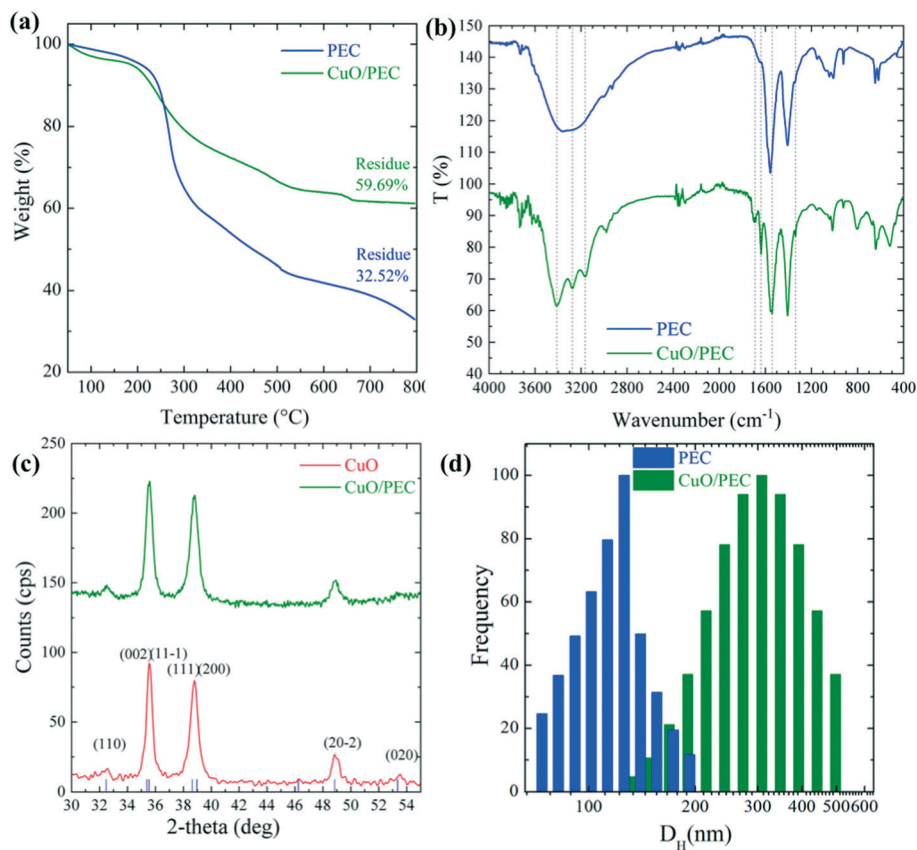 (a)
100
80
60
40
20
Weight (%)
PEC
CuO/PEC
Residue
59.69%
Residue
32.52%
100 200 300 400 500 600 700 800
Temperature (°C)
(b)
150
140
130
120
110
100
90
80
70
60
50
40
T (%)
PEC
CuO/PEC
4000 3600 3200 2800 2400 2000 1600 1200 800 400
Wavenumber (cm⁻¹)
(c)
250
200
150
100
50
0
Counts (cps)
CuO
CuO/PEC
(002)(11-1)
(111)(200)
(110)
(20-2)
(020)
30 32 34 36 38 40 42 44 46 48 50 52 54
2-theta (deg)
(d)
100
80
60
40
20
0
Frequency
PEC
CuO/PEC
100 200 300 400 500 600
D_H(nm)